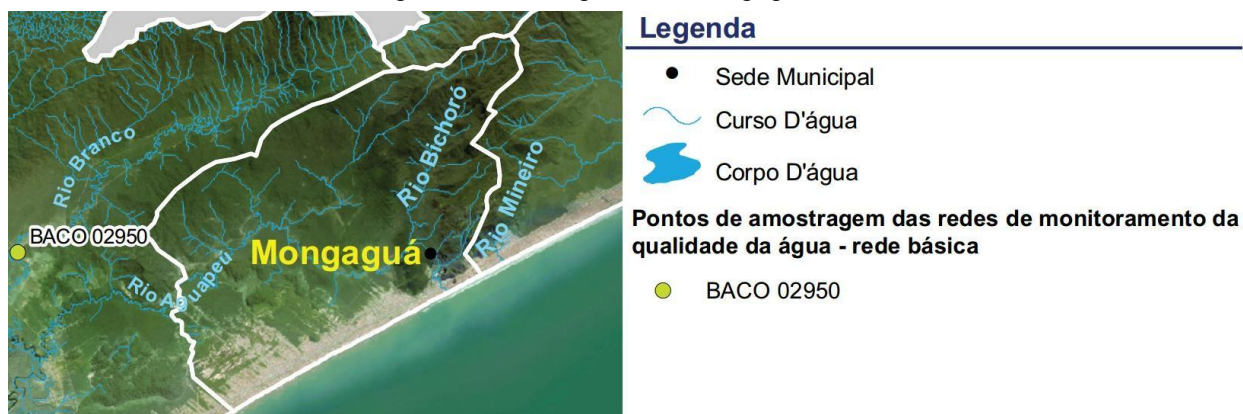 Rio Branco
Rio Bichoró
Rio Mineiro
BACO 02950
Mongaguá
Rio Aguapeú
Legenda
Sede Municipal
Curso D'água
Corpo D'água
Pontos de amostragem das redes de monitoramento da
qualidade da água - rede básica
BACO 02950